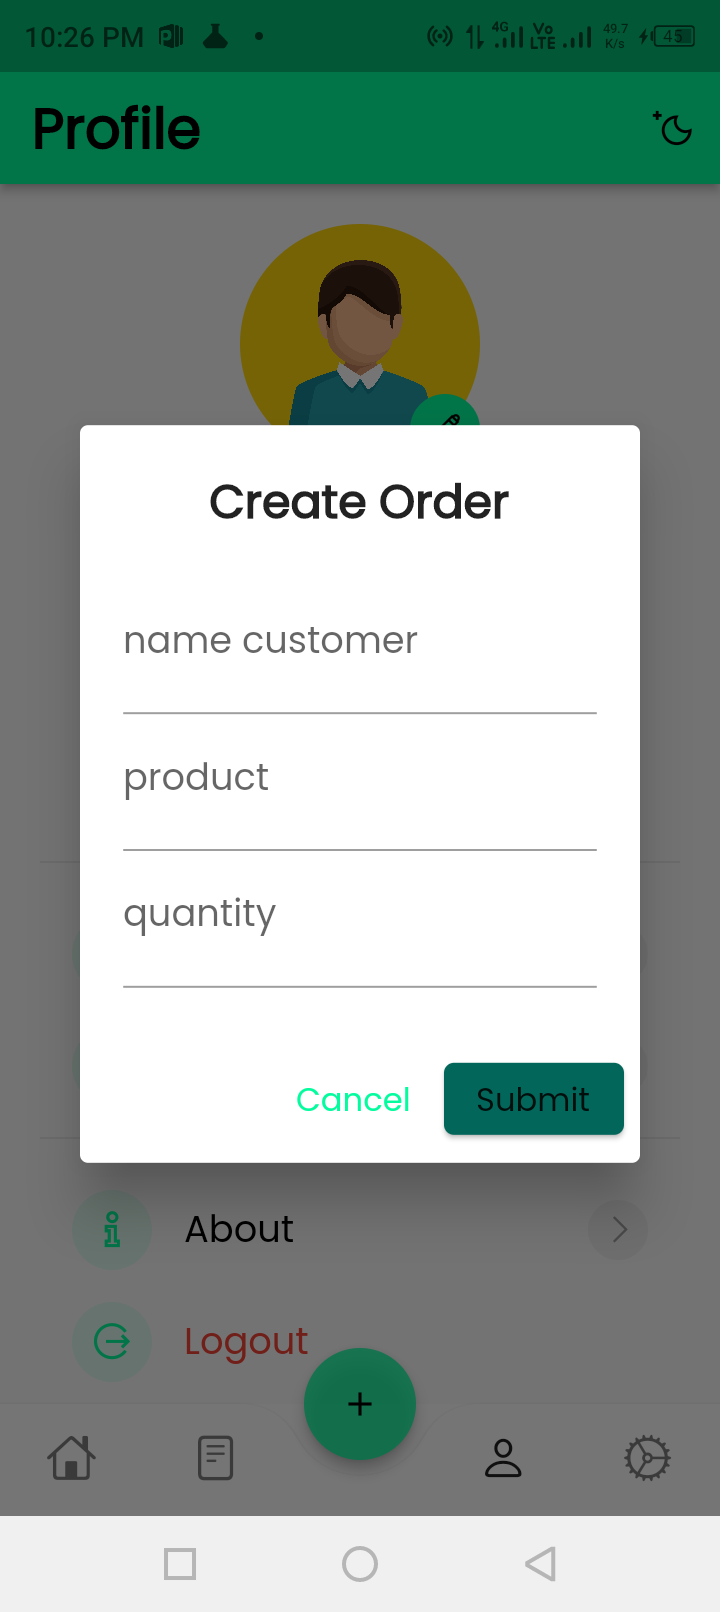 10:26 PM 4G Vo LTE 49.7 K/s 45
Profile
Create Order
name customer
product
quantity
Cancel Submit
About
Logout